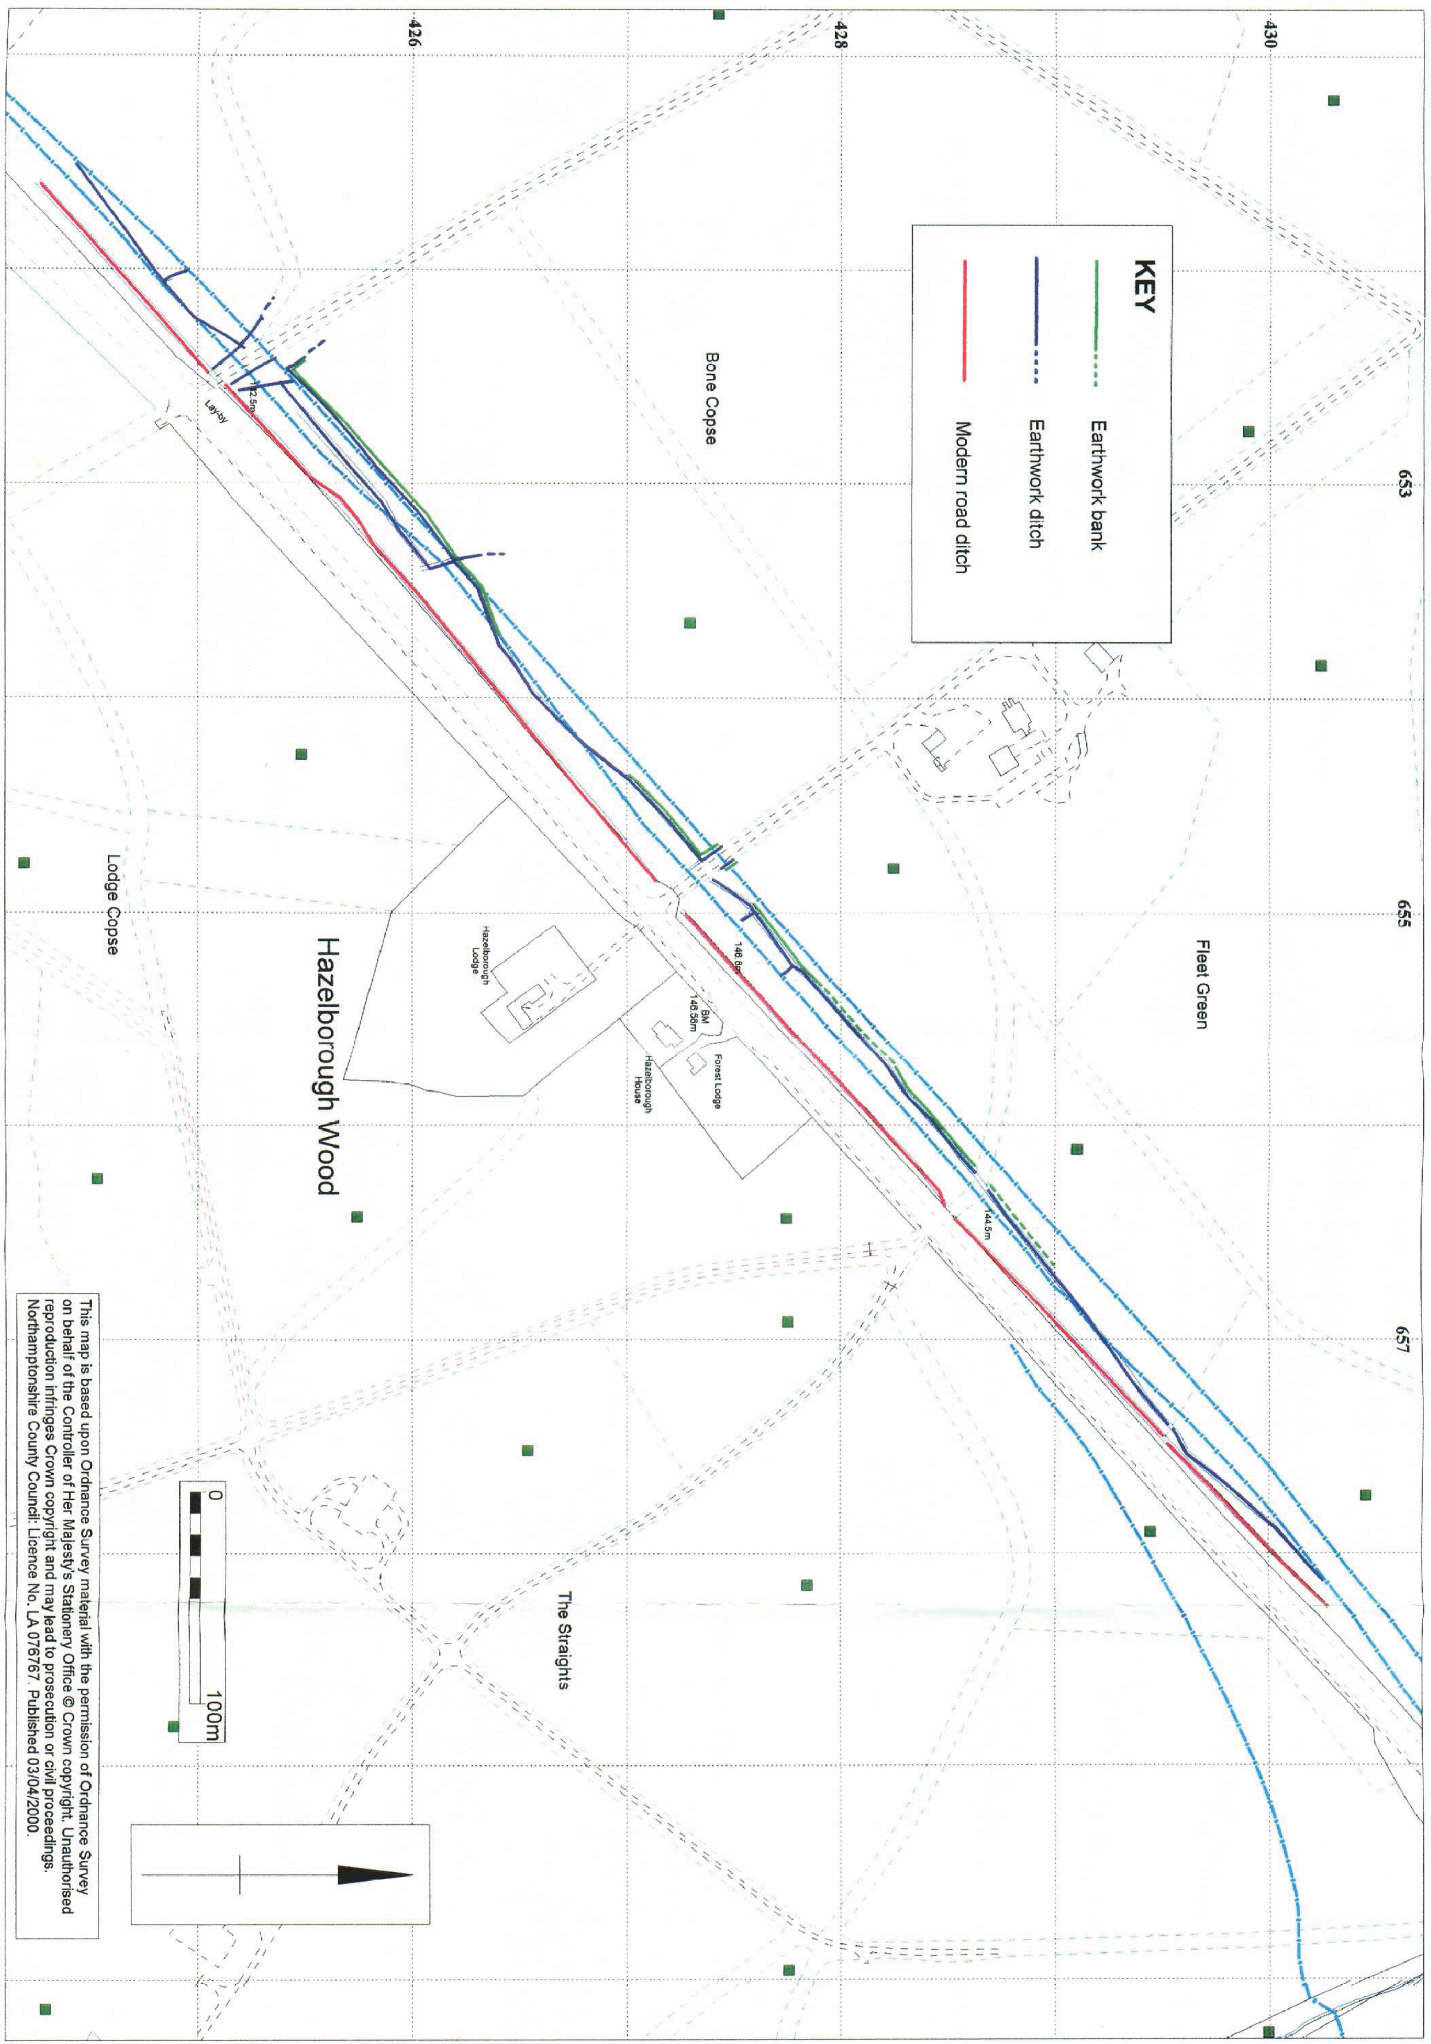 KEY
Earthwork bank
Earthwork ditch
Modern road ditch
426
428
430
653
655
657
Bone Copse
Fleet Green
Lay-by
142.5m
146.6m
144.5m
BM
146.58m
Forest Lodge
Hazelborough
House
Hazelborough
Lodge
Hazelborough Wood
Lodge Copse
The Straights
0
100m
This map is based upon Ordnance Survey material with the permission of Ordnance Survey
on behalf of the Controller of Her Majesty's Stationery Office © Crown copyright. Unauthorised
reproduction infringes Crown copyright and may lead to prosecution or civil proceedings.
Northamptonshire County Council: Licence No. LA 076767. Published 03/04/2000.